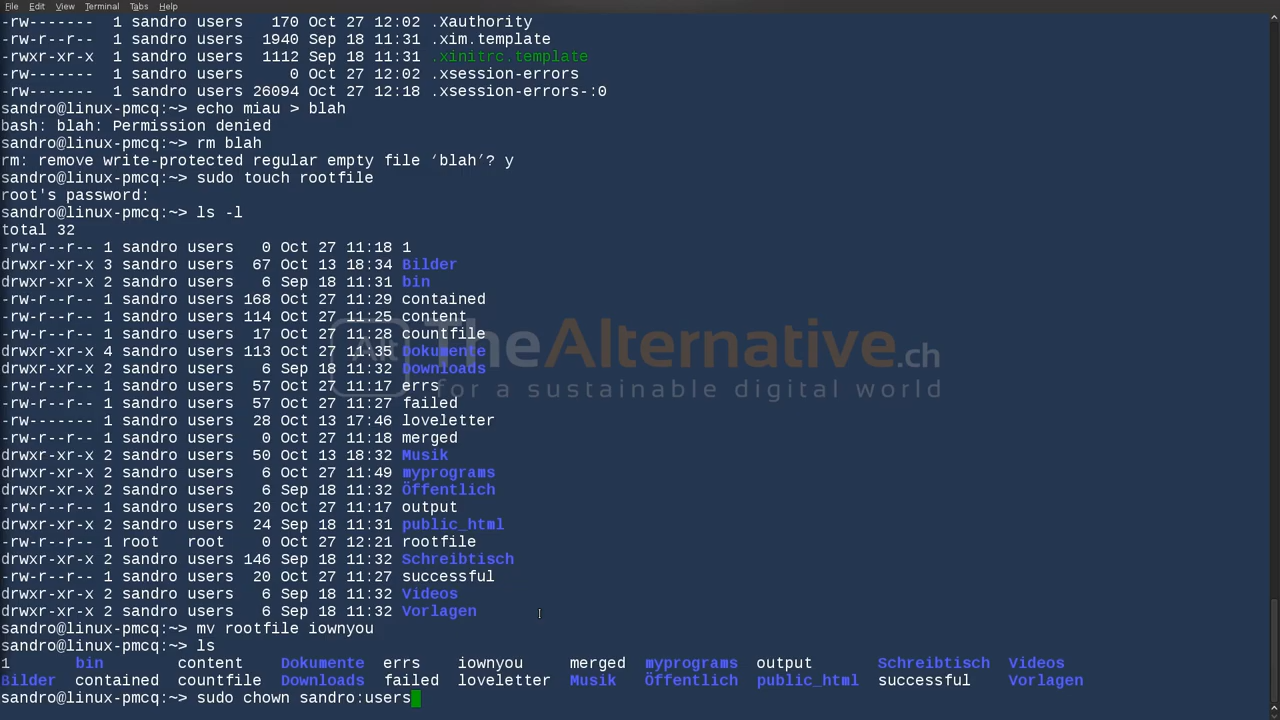 File Edit View Terminal Tabs Help
-rw------- 1 sandro users 170 Oct 27 12:02 .Xauthority
-rw------- 1 sandro users 1940 Sep 18 11:31 .xim.template
-rwxr-xr-x 1 sandro users 1112 Sep 18 11:31 .xinitrc.template
-rw------- 1 sandro users 0 Oct 27 12:02 .xsession-errors
-rw------- 1 sandro users 26094 Oct 27 12:18 .xsession-errors-:0
sandro@linux-pmcq:~> echo miau > blah
bash: blah: Permission denied
sandro@linux-pmcq:~> rm blah
rm: remove write-protected regular empty file ‘blah’? y
sandro@linux-pmcq:~> sudo touch rootfile
root's password:
sandro@linux-pmcq:~> ls -l
total 32
-rw-r--r-- 1 sandro users 0 Oct 27 11:18 1
drwxr-xr-x 3 sandro users 67 Oct 13 18:34 Bilder
drwxr-xr-x 2 sandro users 6 Sep 18 11:31 bin
-rw-r--r-- 1 sandro users 168 Oct 27 11:29 contained
-rw-r--r-- 1 sandro users 114 Oct 27 11:25 content
-rw-r--r-- 1 sandro users 17 Oct 27 11:28 countfile
drwxr-xr-x 4 sandro users 113 Oct 27 11:35 Dokumente
drwxr-xr-x 2 sandro users 6 Sep 18 11:32 Downloads
-rw-r--r-- 1 sandro users 57 Oct 27 11:17 errs
-rw-r--r-- 1 sandro users 57 Oct 27 11:27 failed
-rw------- 1 sandro users 28 Oct 13 17:46 loveletter
-rw-r--r-- 1 sandro users 0 Oct 27 11:18 merged
drwxr-xr-x 2 sandro users 50 Oct 13 18:32 Musik
drwxr-xr-x 2 sandro users 6 Oct 27 11:49 myprograms
drwxr-xr-x 2 sandro users 6 Sep 18 11:32 Öffentlich
-rw-r--r-- 1 sandro users 20 Oct 27 11:17 output
drwxr-xr-x 2 sandro users 24 Sep 18 11:31 public_html
-rw-r--r-- 1 root root 0 Oct 27 12:21 rootfile
drwxr-xr-x 2 sandro users 146 Sep 18 11:32 Schreibtisch
-rw-r--r-- 1 sandro users 20 Oct 27 11:27 successful
drwxr-xr-x 2 sandro users 6 Sep 18 11:32 Videos
drwxr-xr-x 2 sandro users 6 Sep 18 11:32 Vorlagen
sandro@linux-pmcq:~> mv rootfile iownyou
sandro@linux-pmcq:~> ls
1 bin content Dokumente errs iownyou merged myprograms output Schreibtisch Videos
Bilder contained countfile Downloads failed loveletter Musik Öffentlich public_html successful Vorlagen
sandro@linux-pmcq:~> sudo chown sandro:users
Alt TheAlternative.ch
for a sustainable digital world